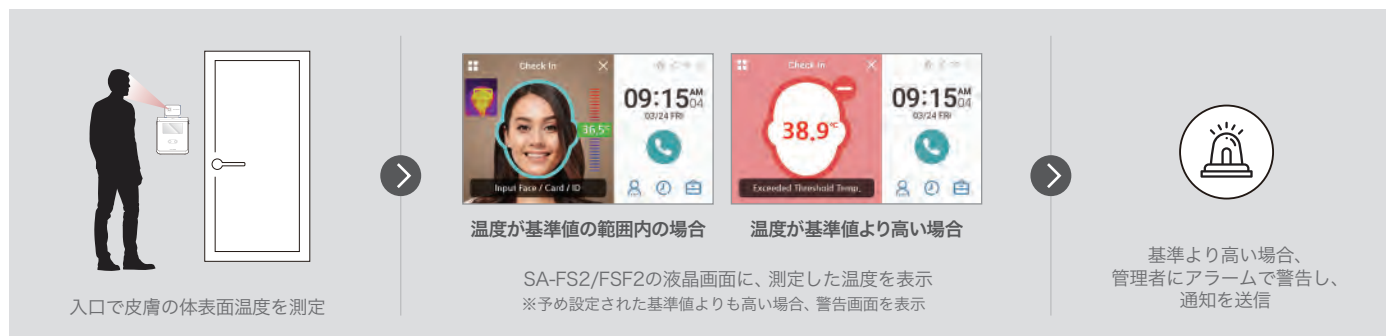 入口で皮膚の体表面温度を測定
Check In
36.5°
Input Face / Card / ID
09:15 AM
04
03/24 FRI
温度が基準値の範囲内の場合
Check in
38.9℃
Exceeded Threshold Temp.
09:15 AM
04
03/24 FRI
温度が基準値より高い場合
SA-FS2/FSF2の液晶画面に、測定した温度を表示
※予め設定された基準値よりも高い場合、警告画面を表示
基準より高い場合、
管理者にアラームで警告し、
通知を送信